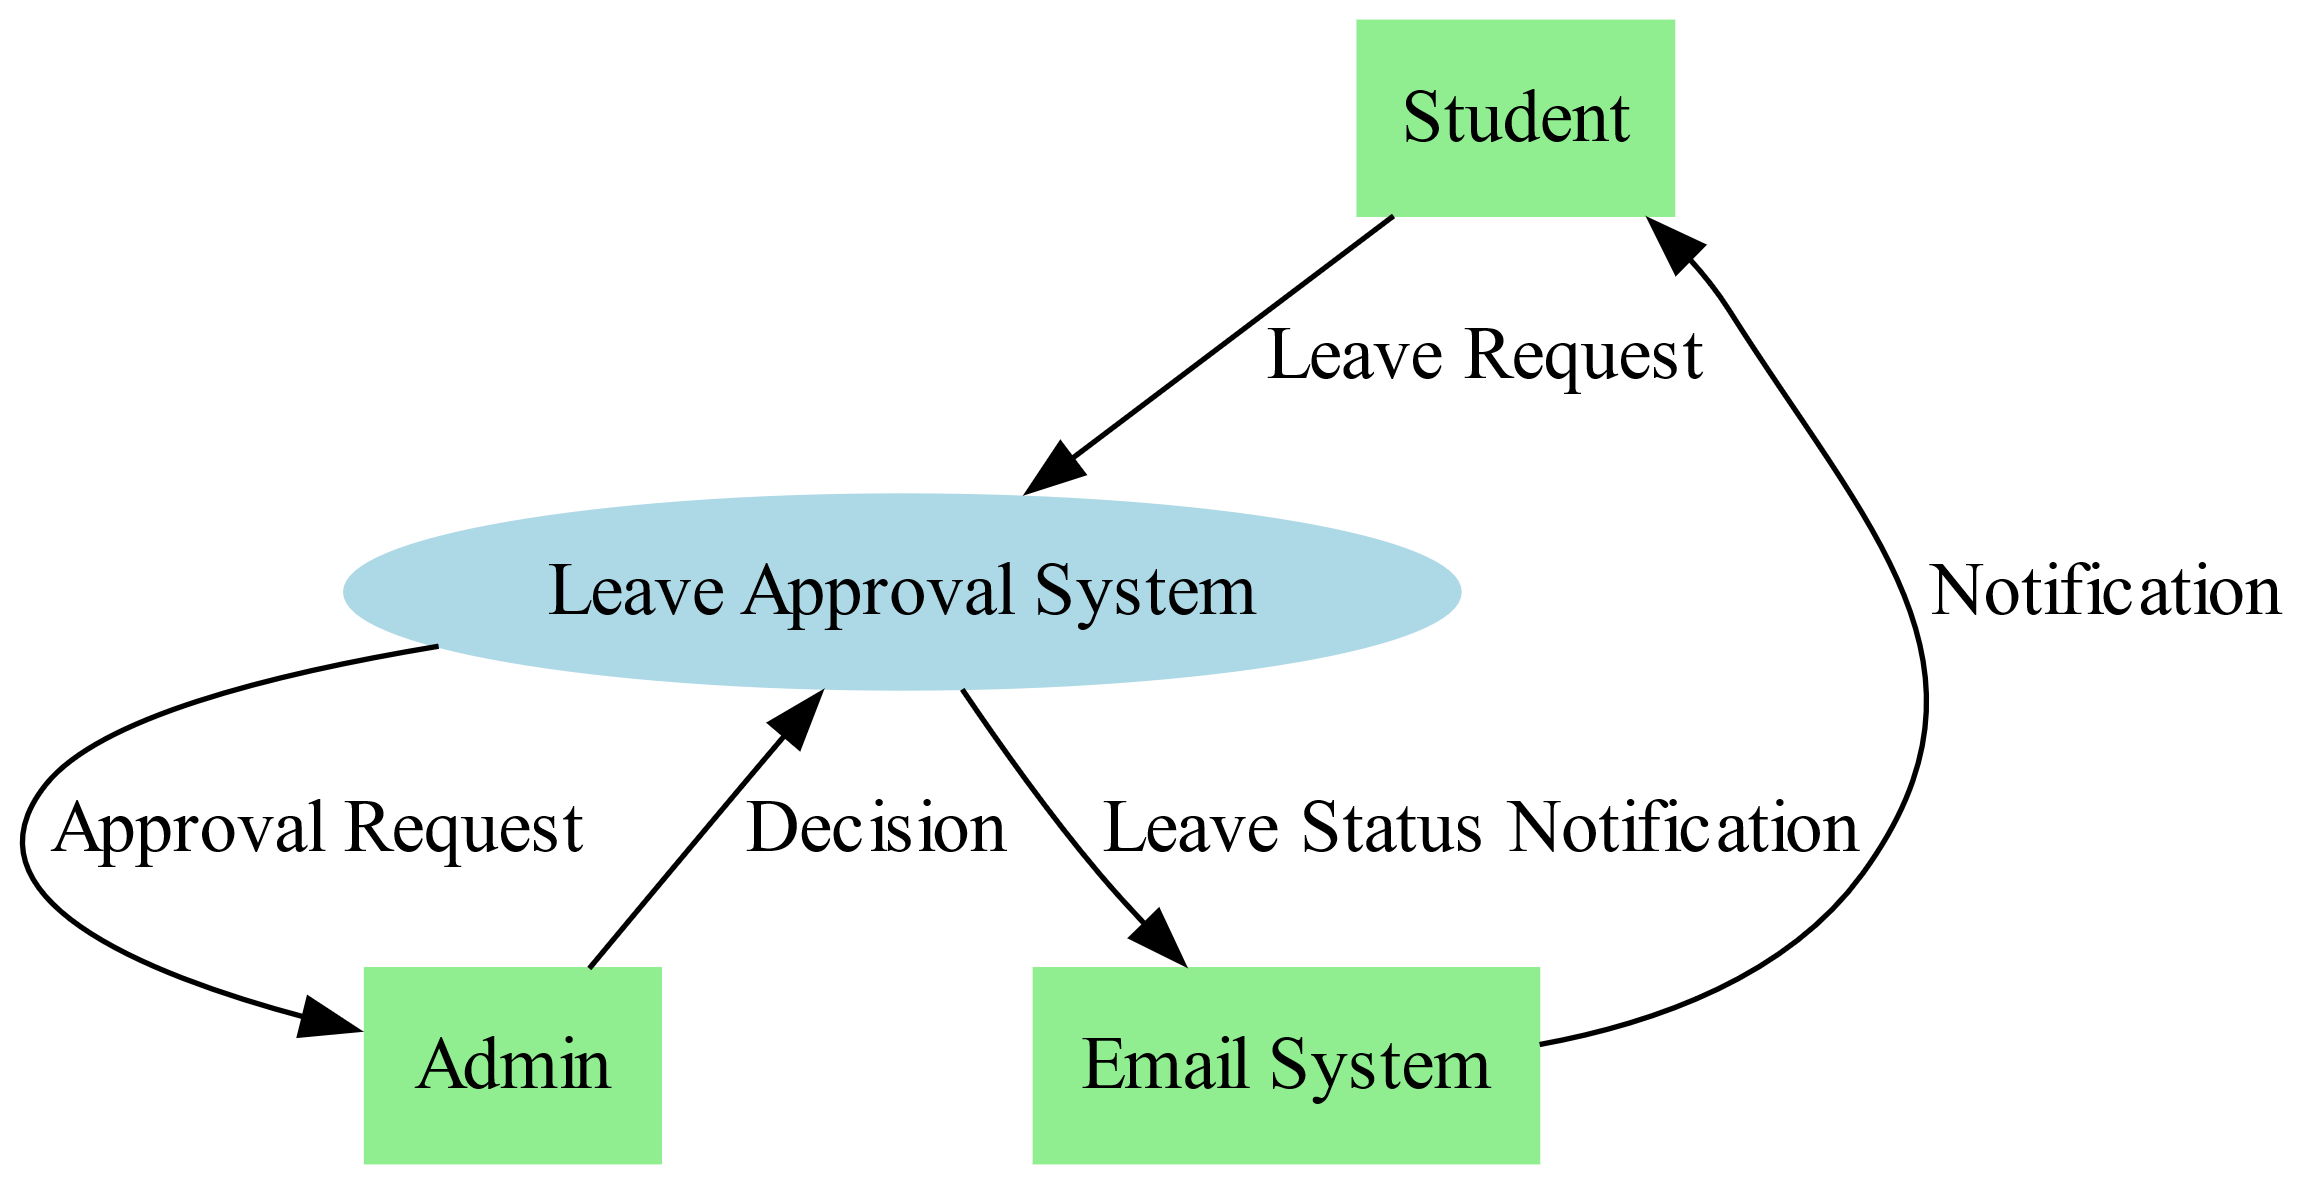 Student
Leave Request
Leave Approval System
Notification
Approval Request
Decision
Leave Status Notification
Admin
Email System